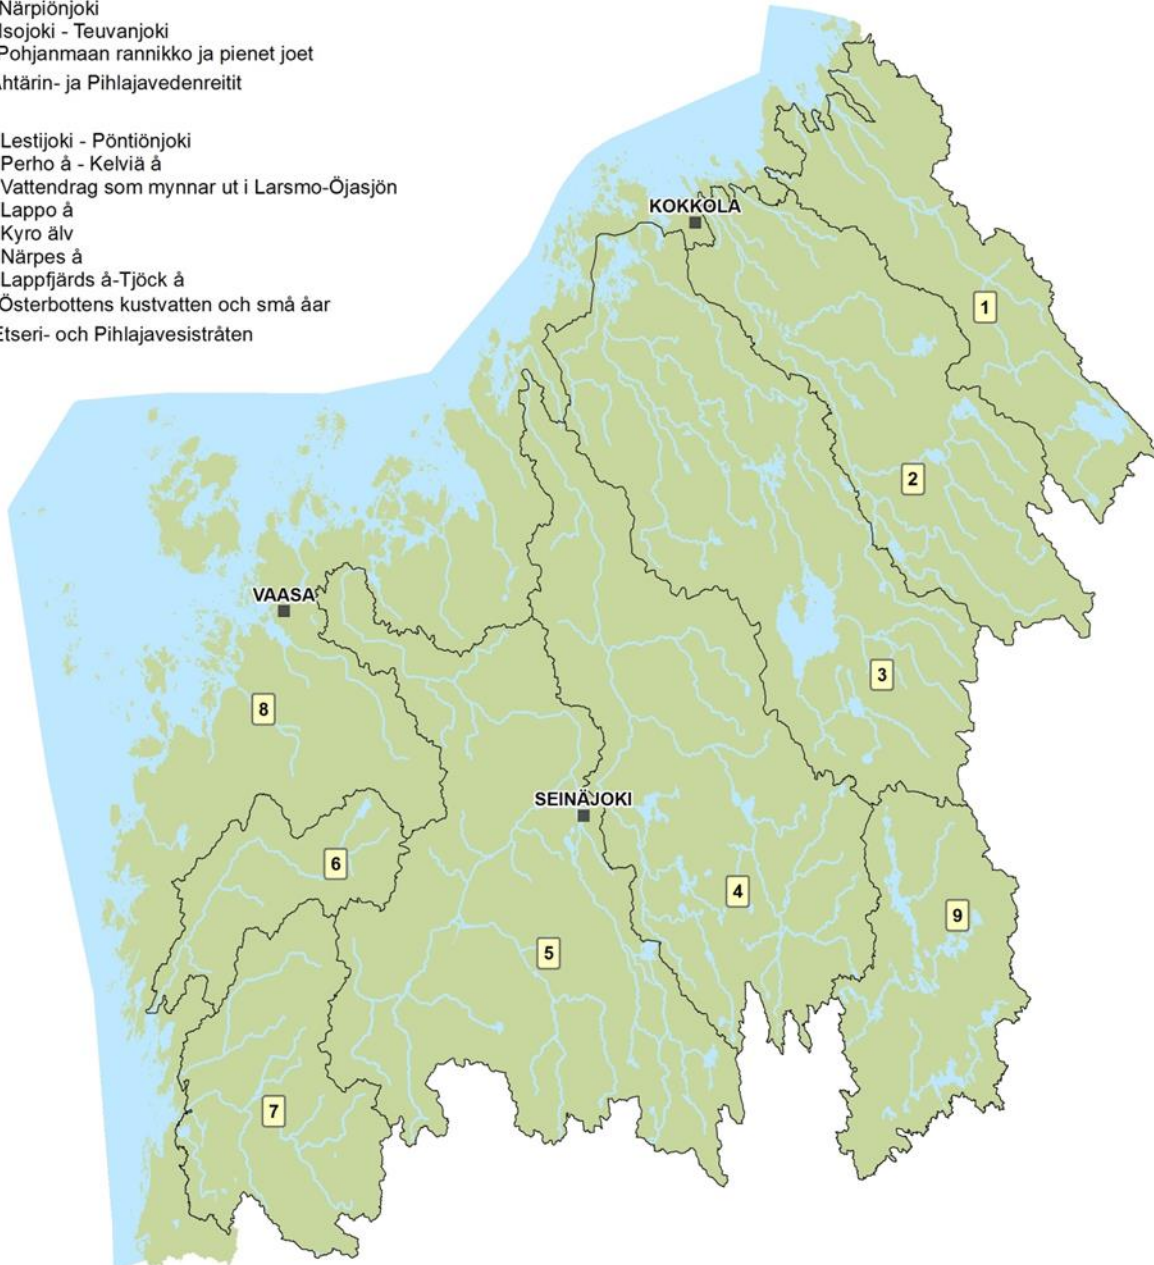 Närpiönjoki
Isojoki - Teuvanjoki
Pohjanmaan rannikko ja pienet joet
htärin- ja Pihlajavedenreitit
Lestijoki - Pöntiönjoki
Perho å - Kelviä å
Vattendrag som mynnar ut i Larsmo-Öjasjön
Lappo å
Kyro älv
Närpes å
Lappfjärds å-Tjöck å
Österbottens kustvatten och små åar
Etseri- och Pihlajavesistråten
KOKKOLA
1
2
VAASA
3
8
SEINÄJOKI
6
4
9
5
7